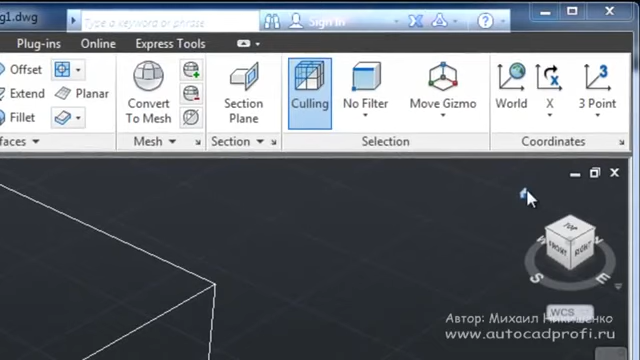 g1.dwg
Type a keyword or phrase
Sign In
Plug-ins
Online
Express Tools
Offset
Extend
Planar
Fillet
Convert
To Mesh
Section
Plane
Culling
No Filter
Move Gizmo
World
X
3 Point
rfaces
Mesh
Section
Selection
Coordinates
TOP
FRONT
RIGHT
W
N
S
E
WCS
Автор: Михаил Никишенко
www.autocadprofi.ru